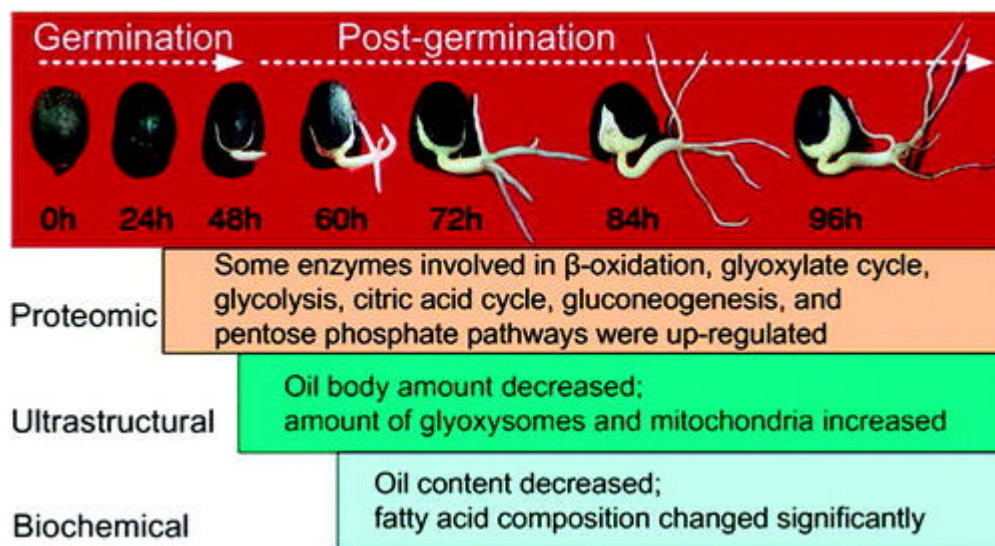 Germination
Post-germination
0h
24h
48h
60h
72h
84h
96h
Proteomic
Some enzymes involved in β-oxidation, glyoxylate cycle,
glycolysis, citric acid cycle, gluconeogenesis, and
pentose phosphate pathways were up-regulated
Ultrastructural
Oil body amount decreased;
amount of glyoxysomes and mitochondria increased
Biochemical
Oil content decreased;
fatty acid composition changed significantly